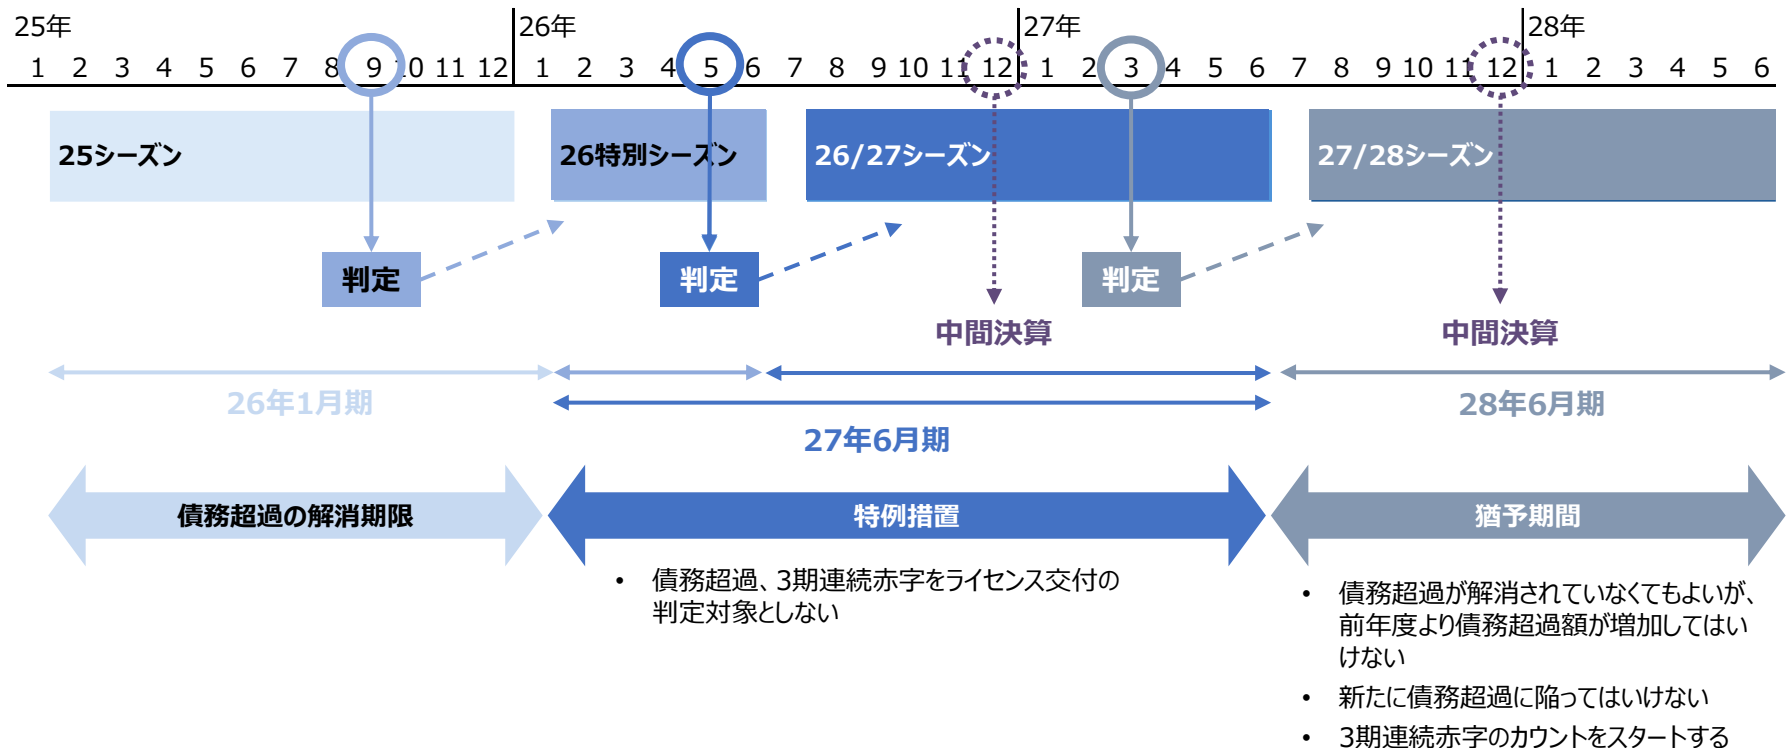 25年 26年 27年 28年
1 2 3 4 5 6 7 8 9 10 11 12 1 2 3 4 5 6 7 8 9 10 11 12 1 2 3 4 5 6 7 8 9 10 11 12 1 2 3 4 5 6
25シーズン 26特別シーズン 26/27シーズン 27/28シーズン
判定 判定 判定
中間決算 中間決算
26年1月期 28年6月期
27年6月期
債務超過の解消期限 特例措置 猶予期間
• 債務超過、3期連続赤字をライセンス交付の
判定対象としない
• 債務超過が解消されていなくてもよいが、
前年度より債務超過額が増加してはい
けない
• 新たに債務超過に陥ってはいけない
• 3期連続赤字のカウントをスタートする